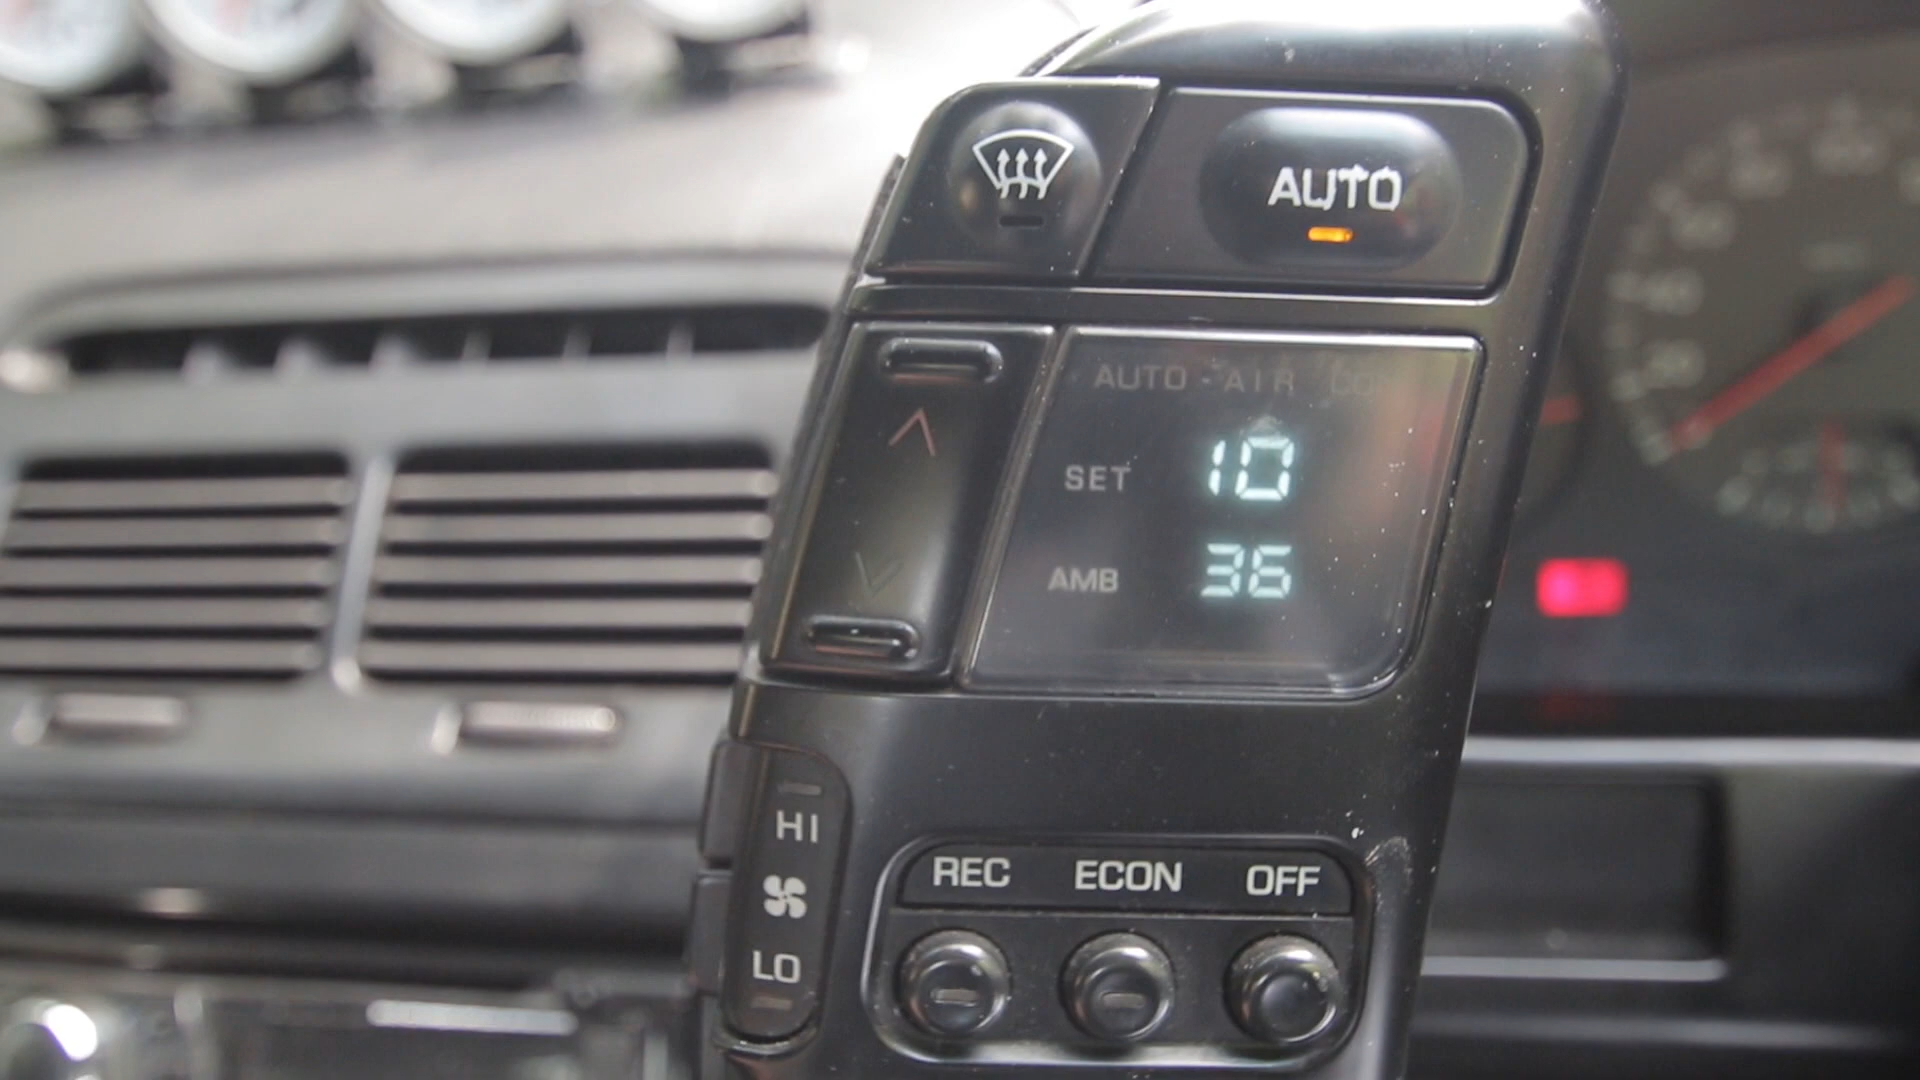 AUTO
AUTO-AIR CON
SET 10
AMB 36
HI
LO
REC ECON OFF